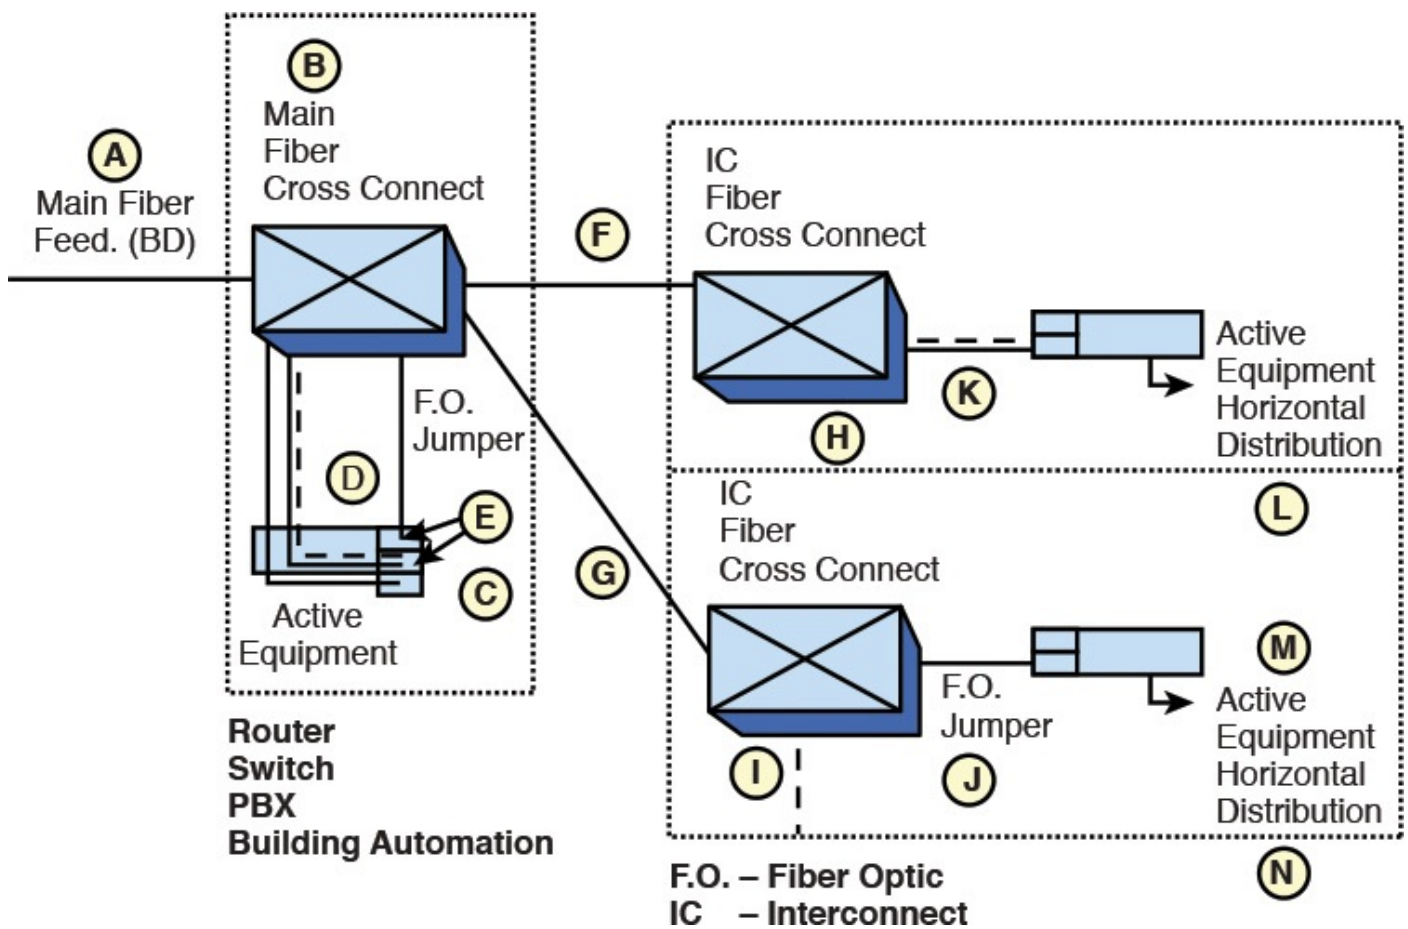 A
Main Fiber
Feed. (BD)
B
Main
Fiber
Cross Connect
F.O.
Jumper
D
E
C
Active
Equipment
Router
Switch
PBX
Building Automation
F
G
IC
Fiber
Cross Connect
H
K
Active
Equipment
Horizontal
Distribution
L
IC
Fiber
Cross Connect
I
F.O.
Jumper
J
M
Active
Equipment
Horizontal
Distribution
N
F.O. – Fiber Optic
IC – Interconnect